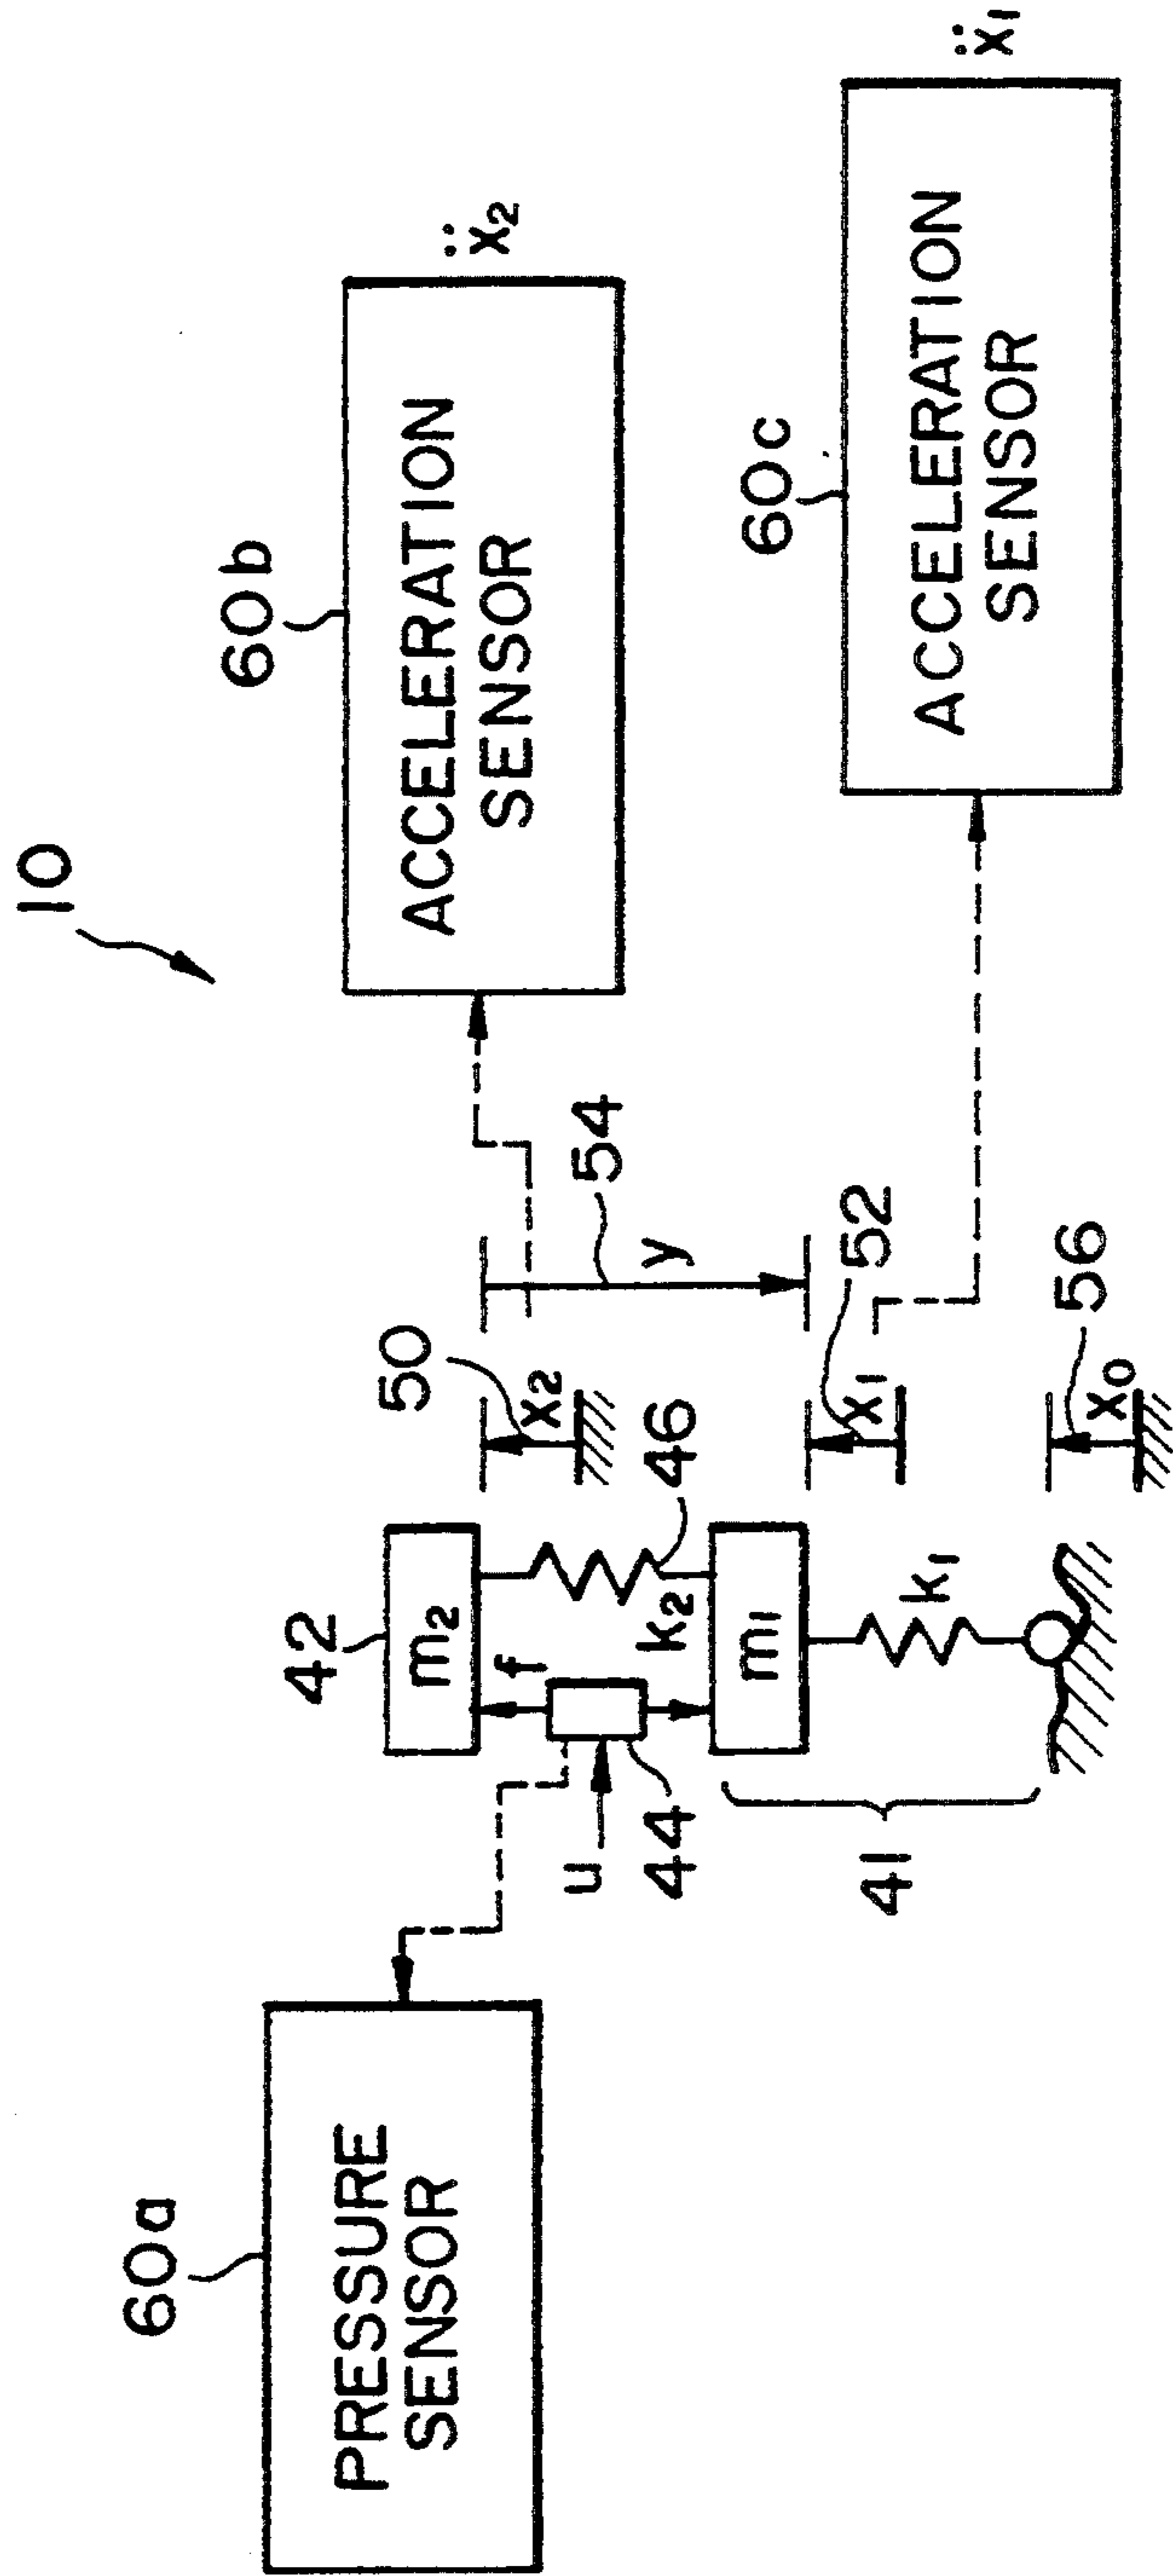 10
60a
PRESSURE
SENSOR
60b
ACCELERATION
SENSOR
ẍ₂
60c
ACCELERATION
SENSOR
ẍ₁
42
m₂
f
u
44
k₂
46
m₁
41
k₁
50
x₂
54
y
52
x₁
56
x₀